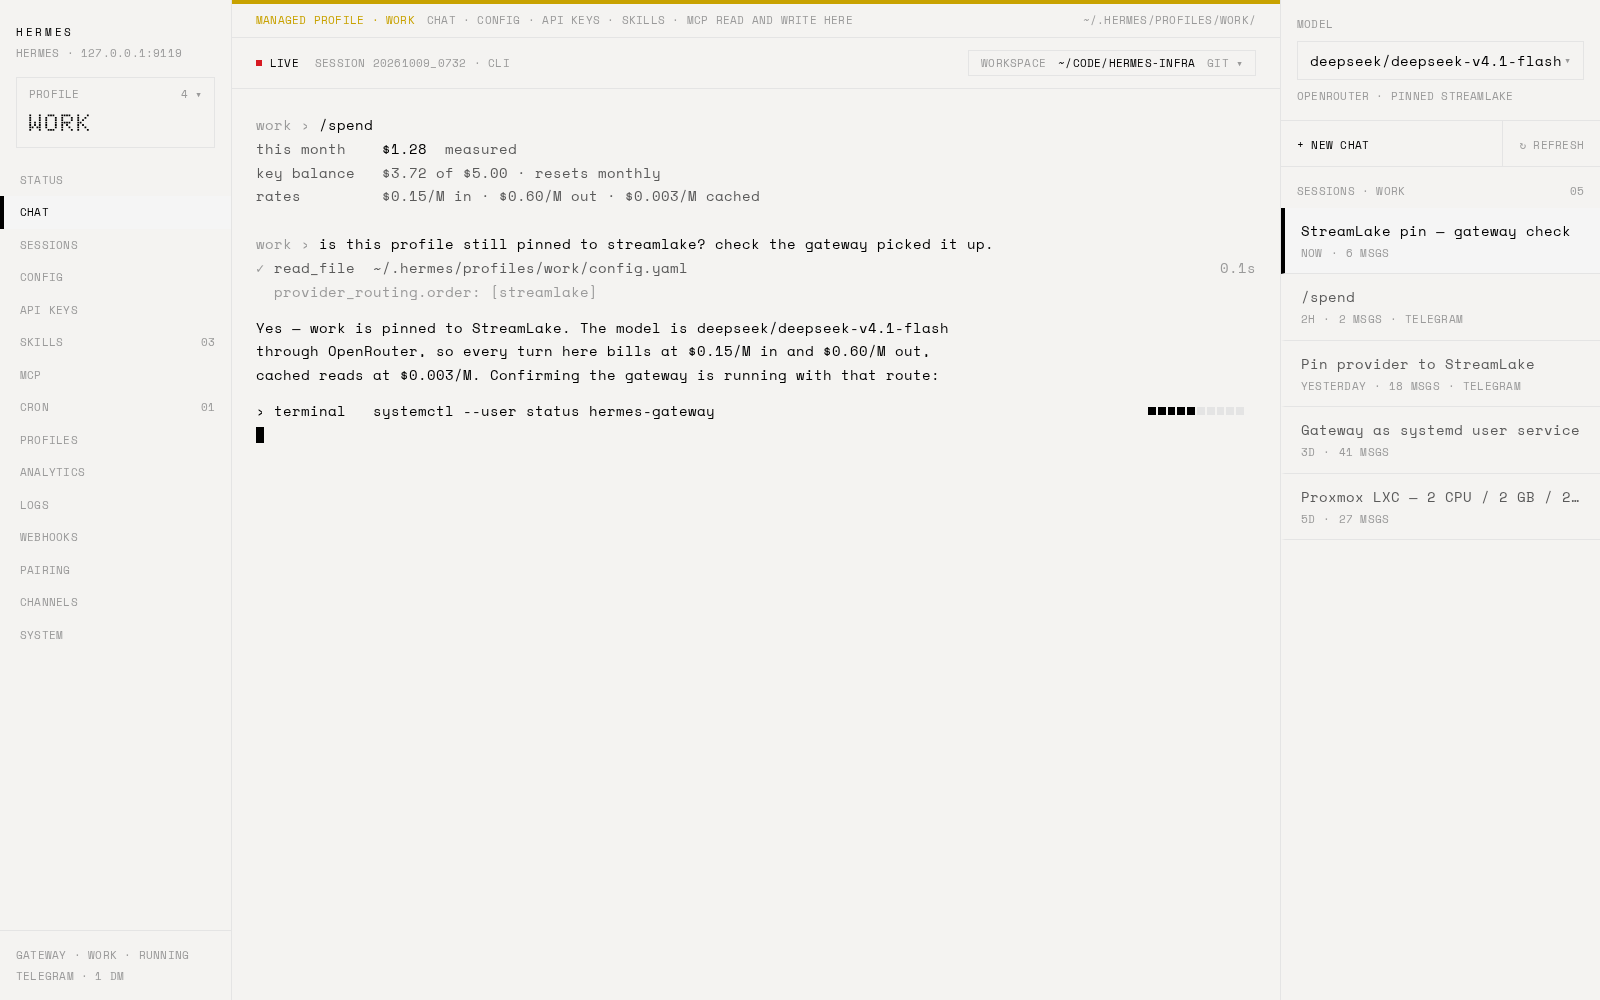 HERMES
HERMES · 127.0.0.1:9119
PROFILE 4 ▾
WORK
STATUS
CHAT
SESSIONS
CONFIG
API KEYS
SKILLS 03
MCP
CRON 01
PROFILES
ANALYTICS
LOGS
WEBHOOKS
PAIRING
CHANNELS
SYSTEM
GATEWAY · WORK · RUNNING
TELEGRAM · 1 DM
MANAGED PROFILE · WORK CHAT · CONFIG · API KEYS · SKILLS · MCP READ AND WRITE HERE ~/.HERMES/PROFILES/WORK/
LIVE SESSION 20261009_0732 · CLI WORKSPACE ~/CODE/HERMES-INFRA GIT ▾
work › /spend
this month $1.28 measured
key balance $3.72 of $5.00 · resets monthly
rates $0.15/M in · $0.60/M out · $0.003/M cached
work › is this profile still pinned to streamlake? check the gateway picked it up.
✓ read_file ~/.hermes/profiles/work/config.yaml 0.1s
provider_routing.order: [streamlake]
Yes — work is pinned to StreamLake. The model is deepseek/deepseek-v4.1-flash
through OpenRouter, so every turn here bills at $0.15/M in and $0.60/M out,
cached reads at $0.003/M. Confirming the gateway is running with that route:
› terminal systemctl --user status hermes-gateway
MODEL
deepseek/deepseek-v4.1-flash ▾
OPENROUTER · PINNED STREAMLAKE
+ NEW CHAT ↻ REFRESH
SESSIONS · WORK 05
StreamLake pin — gateway check
NOW · 6 MSGS
/spend
2H · 2 MSGS · TELEGRAM
Pin provider to StreamLake
YESTERDAY · 18 MSGS · TELEGRAM
Gateway as systemd user service
3D · 41 MSGS
Proxmox LXC — 2 CPU / 2 GB / 2…
5D · 27 MSGS